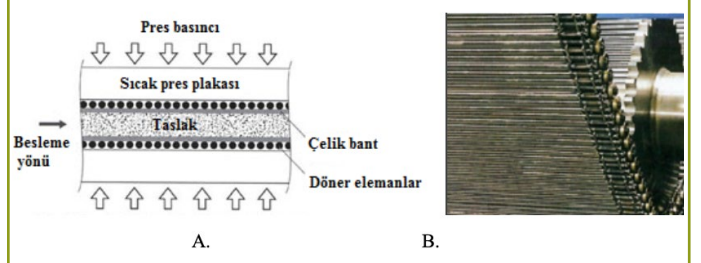 Pres basıncı
Sıcak pres plakası
Taslak
Besleme
yönü
Çelik bant
Döner elemanlar
A.
B.